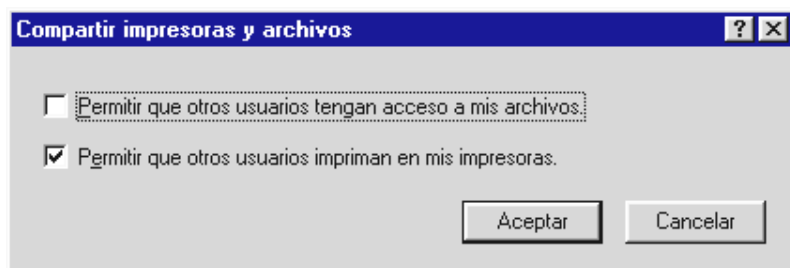 Compartir impresoras y archivos
Permitir que otros usuarios tengan acceso a mis archivos.
Permitir que otros usuarios impriman en mis impresoras.
Aceptar Cancelar